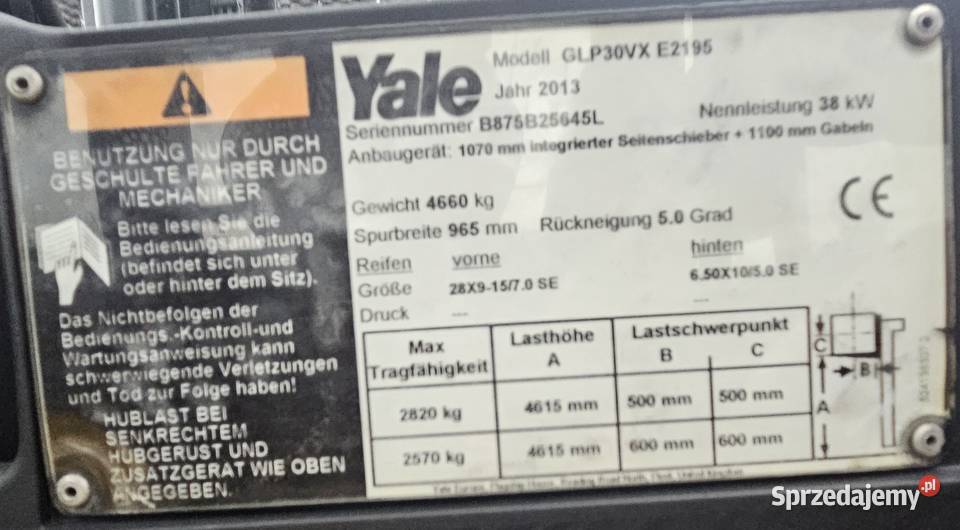 BENUTZUNG NUR DURCH
GESCHULTE FAHRER UND
MECHANIKER
Bitte lesen Sie die
Bedienungsanleitung
(befindet sich unter
oder hinter dem Sitz).
Das Nichtbefolgen der
Bedienungs.-Kontroll-und
Wartungsanweisung kann
schwerwiegende Verletzungen
und Tod zur Folge haben!
HUBLAST BEI
SENKRECHTEM
HUBGERUST UND
ZUSATZGERAT WIE OBEN
ANGEGEBEN.
Yale
Modell GLP30VX E2195
Jahr 2013
Seriennummer B875B25645L
Nennleistung 38 kW
Anbaugerät: 1070 mm integrierter Seitenschieber + 1100 mm Gabeln
Gewicht 4660 kg
Spurbreite 965 mm Rückneigung 5.0 Grad
CE
Reifen vorne hinten
Größe 28X9-15/7.0 SE 6.50X10/5.0 SE
Druck --- ---
Max Tragfähigkeit Lasthöhe A Lastschwerpunkt B C
2820 kg 4615 mm 500 mm 500 mm
2570 kg 4615 mm 600 mm 600 mm
C
B
A
Sprzedajemy.pl